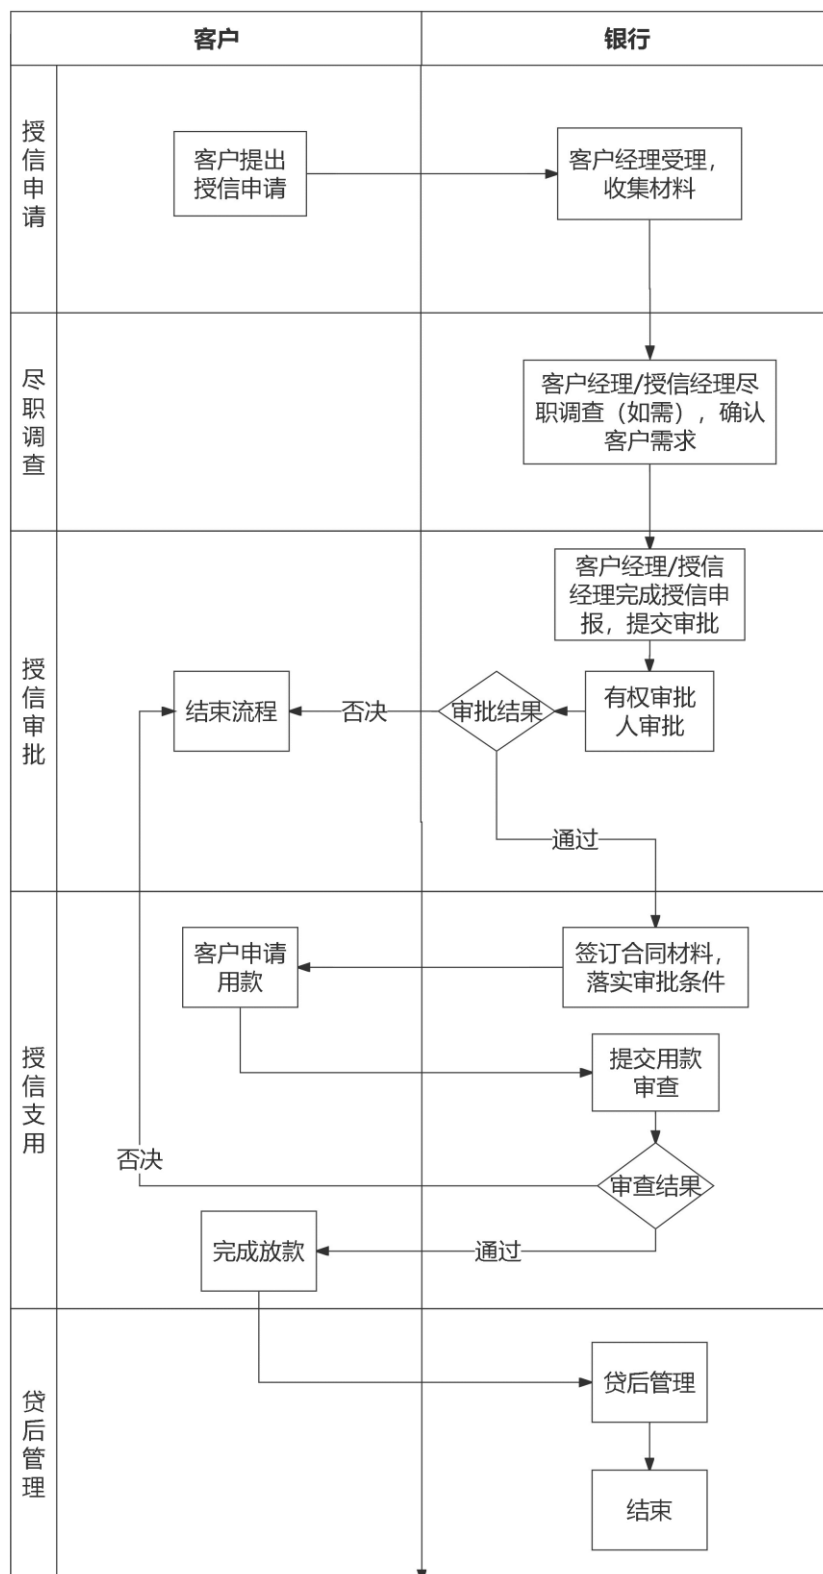 客户
银行
授信申请
客户提出
授信申请
客户经理受理，
收集材料
尽职调查
客户经理/授信经理尽
职调查（如需），确认
客户需求
授信审批
客户经理/授信
经理完成授信申
报，提交审批
有权审批
人审批
审批结果
否决
结束流程
通过
授信支用
签订合同材料，
落实审批条件
客户申请
用款
提交用款
审查
审查结果
否决
通过
完成放款
贷后管理
贷后管理
结束